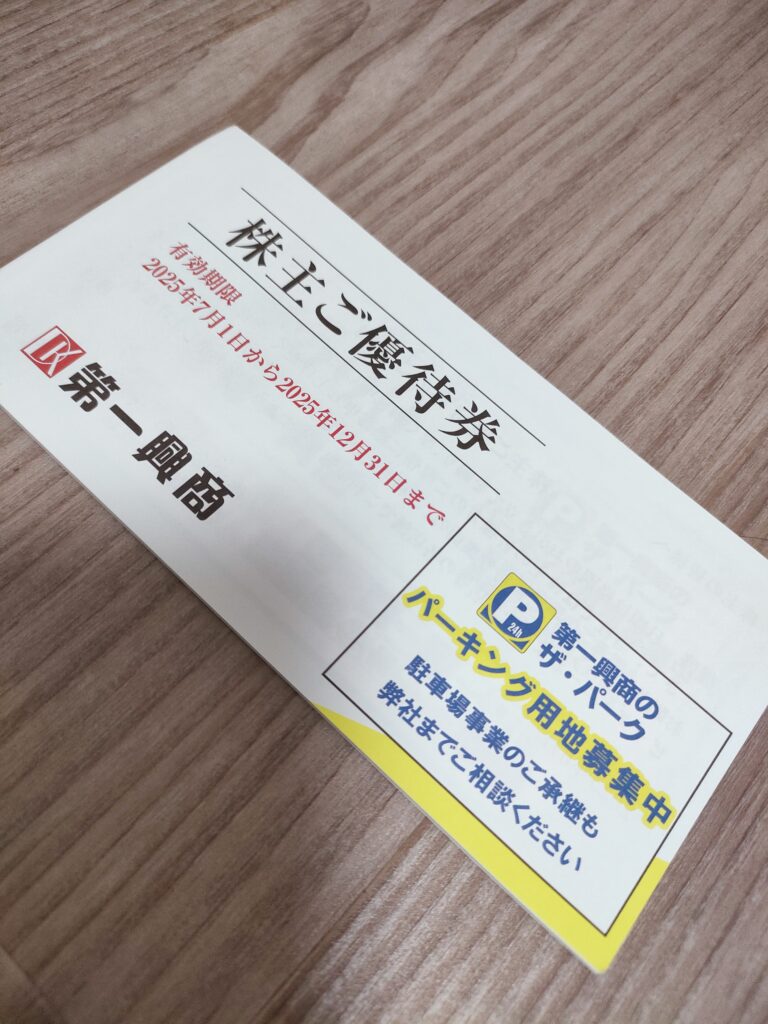 株主ご優待券
有効期限
2025年7月1日から2025年12月31日まで
DK 第一興商
P
24h
第一興商の
ザ・パーク
パーキング用地募集中
駐車場事業のご承継も
弊社までご相談ください